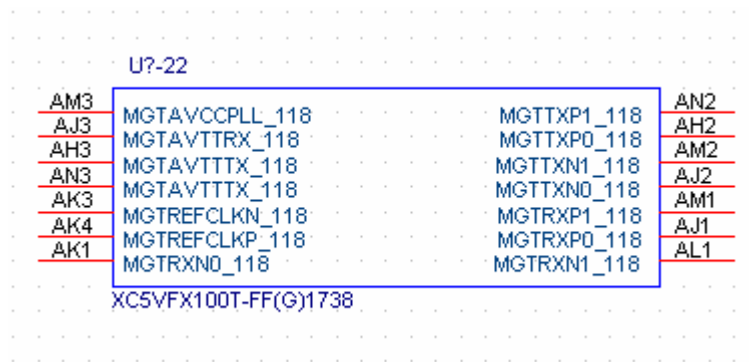 U?-22
AM3 MGTAVCCPLL_118 MGTTXP1_118 AN2
AJ3 MGTAVTTRX_118 MGTTXP0_118 AH2
AH3 MGTAVTTTX_118 MGTTXN1_118 AM2
AN3 MGTAVTTTX_118 MGTTXN0_118 AJ2
AK3 MGTREFCLKN_118 MGTRXP1_118 AM1
AK4 MGTREFCLKP_118 MGTRXP0_118 AJ1
AK1 MGTRXN0_118 MGTRXN1_118 AL1
XC5VFX100T-FF(G)1738